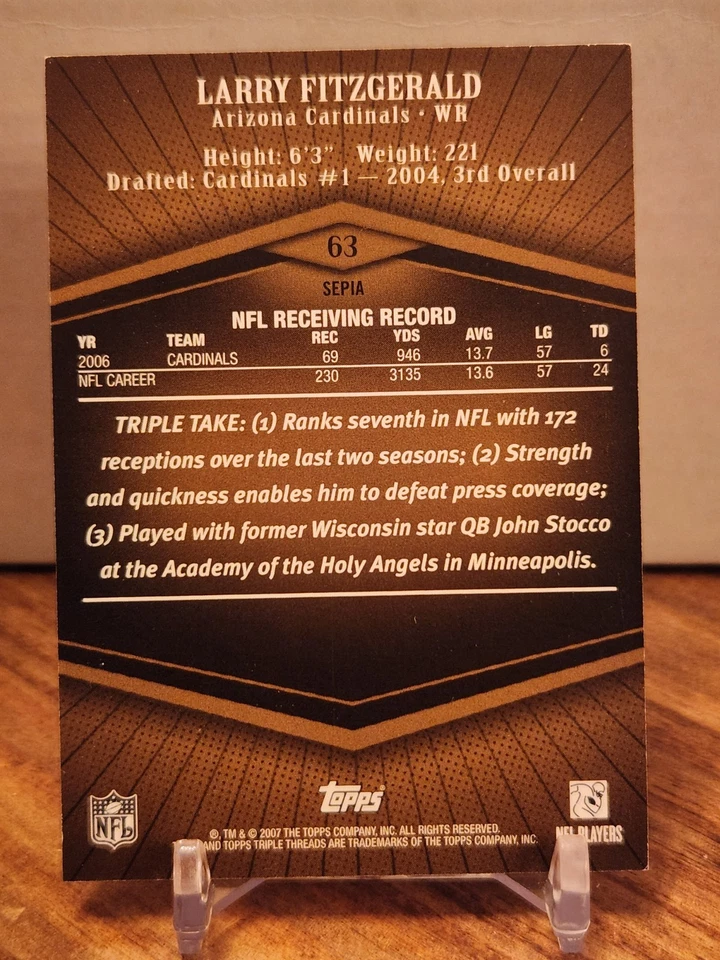 LARRY FITZGERALD
Arizona Cardinals • WR
Height: 6'3" Weight: 221
Drafted: Cardinals #1 — 2004, 3rd Overall
63
SEPIA
NFL RECEIVING RECORD
YR TEAM REC YDS AVG LG TD
2006 CARDINALS 69 946 13.7 57 6
NFL CAREER 230 3135 13.6 57 24
TRIPLE TAKE: (1) Ranks seventh in NFL with 172
receptions over the last two seasons; (2) Strength
and quickness enables him to defeat press coverage;
(3) Played with former Wisconsin star QB John Stocco
at the Academy of the Holy Angels in Minneapolis.
topps
NFL
NFL PLAYERS
®, TM & © 2007 THE TOPPS COMPANY, INC. ALL RIGHTS RESERVED.
AND TOPPS TRIPLE THREADS ARE TRADEMARKS OF THE TOPPS COMPANY, INC.